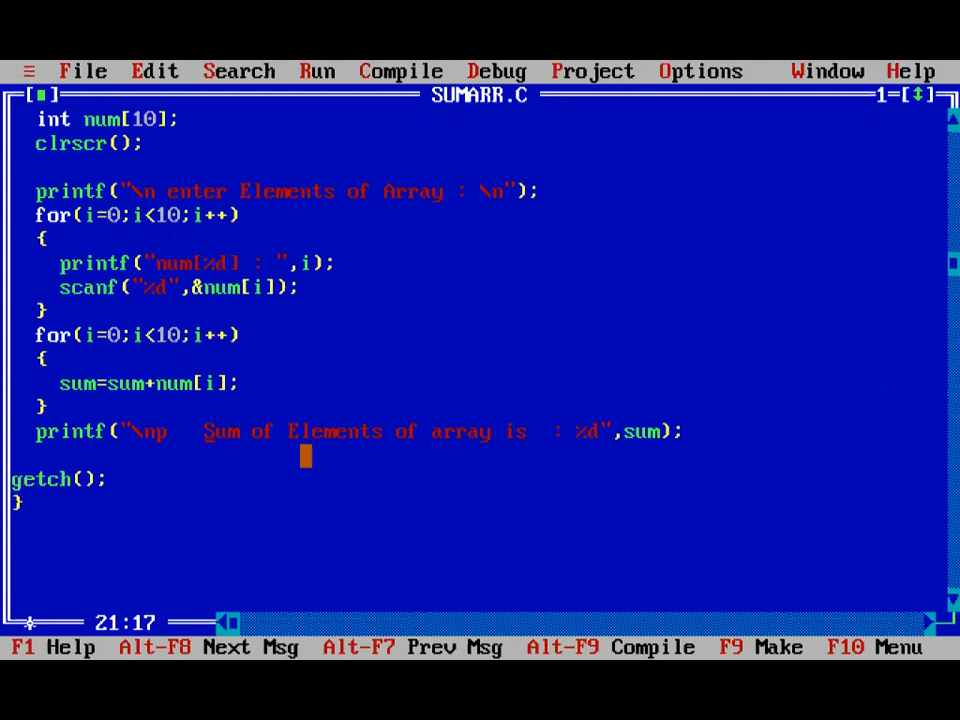 ≡ File Edit Search Run Compile Debug Project Options Window Help
[■] SUMARR.C 1=[↕]
int num[10];
clrscr();
printf("\n enter Elements of Array : \n");
for(i=0;i<10;i++)
{
printf("num[%d] : ",i);
scanf("%d",&num[i]);
}
for(i=0;i<10;i++)
{
sum=sum+num[i];
}
printf("\np   Sum of Elements of array is  : %d",sum);
getch();
}
21:17
F1 Help Alt-F8 Next Msg Alt-F7 Prev Msg Alt-F9 Compile F9 Make F10 Menu